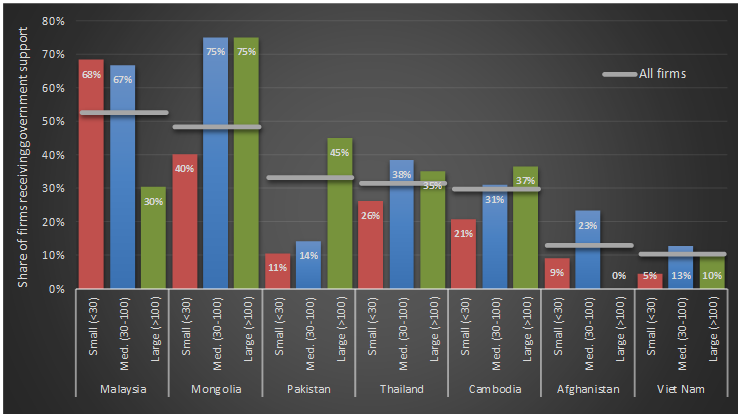 Share of firms receivinggovernment support
80%
70%
60%
50%
40%
30%
20%
10%
0%
All firms
68%
67%
30%
40%
75%
75%
11%
14%
45%
26%
38%
35%
21%
31%
37%
9%
23%
0%
5%
13%
10%
Small (<30)
Med. (30-100)
Large (>100)
Small (<30)
Med. (30-100)
Large (>100)
Small (<30)
Med. (30-100)
Large (>100)
Small (<30)
Med. (30-100)
Large (>100)
Small (<30)
Med. (30-100)
Large (>100)
Small (<30)
Med. (30-100)
Large (>100)
Small (<30)
Med. (30-100)
Large (>100)
Malaysia
Mongolia
Pakistan
Thailand
Cambodia
Afghanistan
Viet Nam